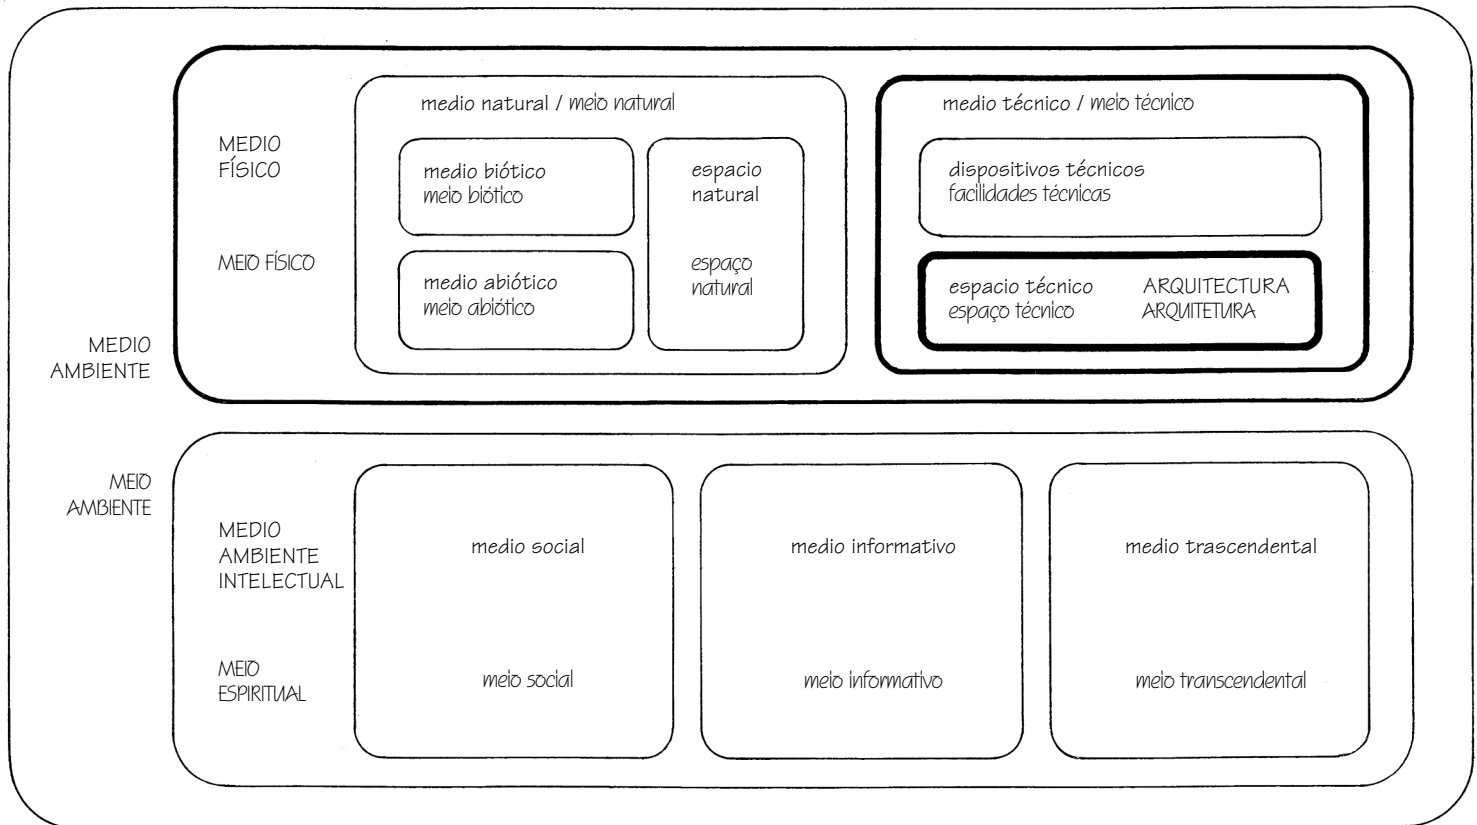 medio natural / meio natural
medio técnico / meio técnico
MEDIO
FÍSICO
MEIO FÍSICO
medio biótico
meio biótico
medio abiótico
meio abiótico
espacio
natural
espaço
natural
dispositivos técnicos
facilidades técnicas
espacio técnico
espaço técnico
ARQUITECTURA
ARQUITETURA
MEDIO
AMBIENTE
MEIO
AMBIENTE
MEDIO
AMBIENTE
INTELECTUAL
MEIO
ESPIRITUAL
medio social
meio social
medio informativo
meio informativo
medio trascendental
meio transcendental